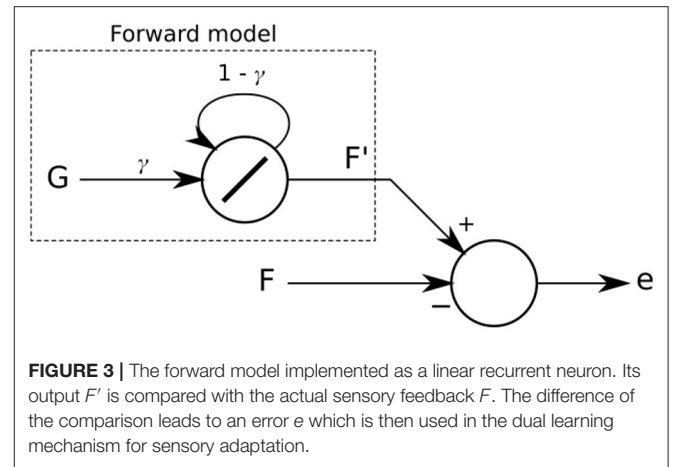 Forward model
1 - γ
G
γ
F'
+
F
−
e
FIGURE 3 | The forward model implemented as a linear recurrent neuron. Its
output F′ is compared with the actual sensory feedback F. The difference of
the comparison leads to an error e which is then used in the dual learning
mechanism for sensory adaptation.